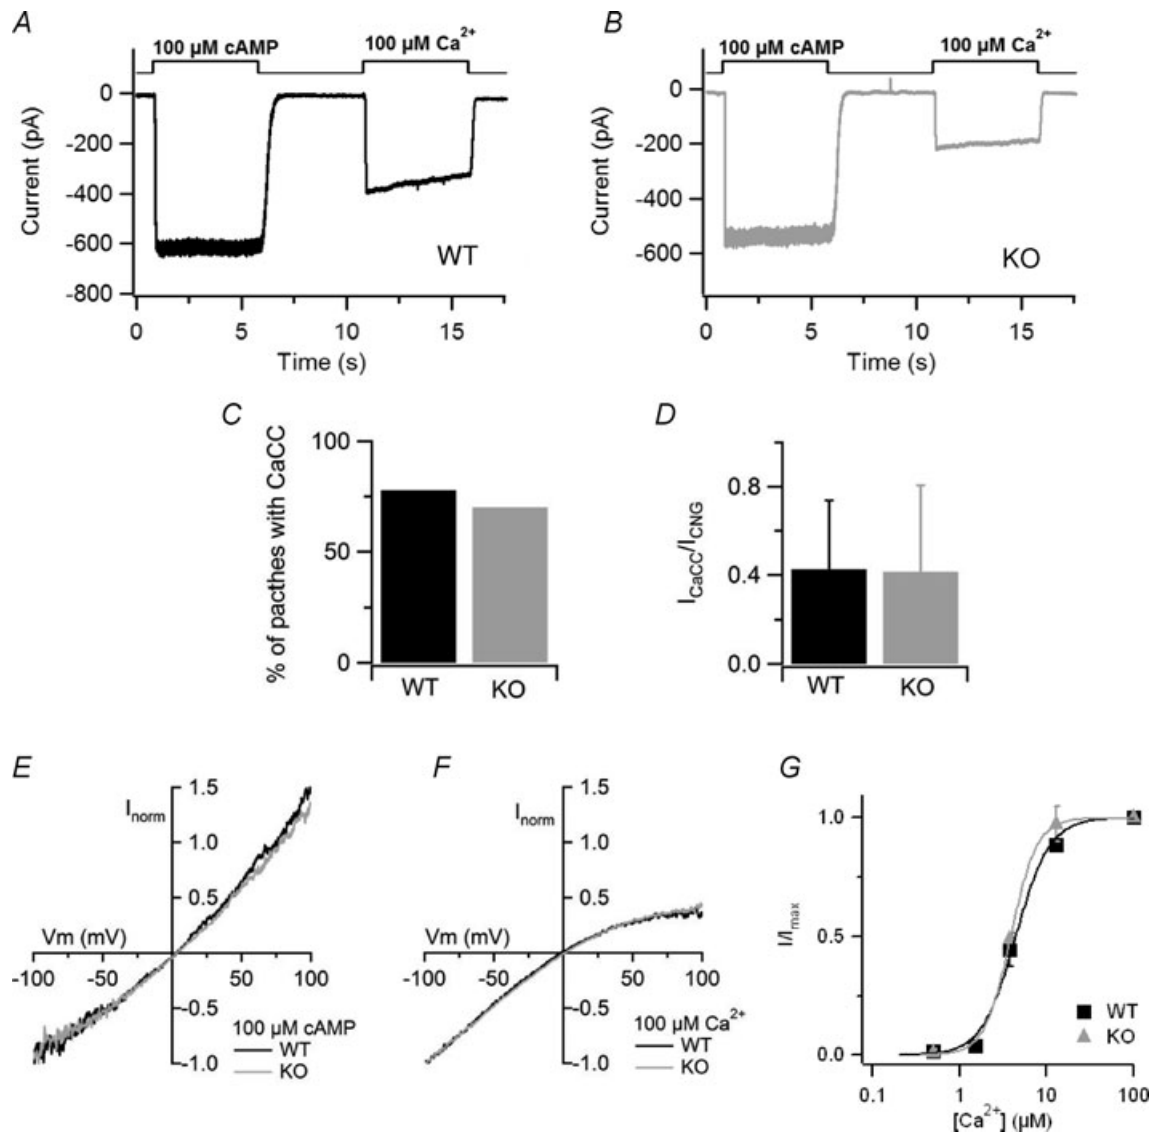 A
100 µM cAMP
100 µM Ca2+
0
-200
-400
-600
-800
Current (pA)
WT
0
5
10
15
Time (s)
B
100 µM cAMP
100 µM Ca2+
0
-200
-400
-600
Current (pA)
KO
0
5
10
15
Time (s)
C
% of pacthes with CaCC
100
50
0
WT
KO
D
ICaCC/ICNG
0.8
0.4
0.0
WT
KO
E
Inorm
1.5
1.0
0.5
-0.5
-1.0
Vm (mV)
-100
-50
50
100
100 µM cAMP
WT
KO
F
Inorm
1.5
1.0
0.5
-0.5
-1.0
Vm (mV)
-100
-50
50
100
100 µM Ca2+
WT
KO
G
I/Imax
1.0
0.5
0.0
WT
KO
0.1
1
10
100
[Ca2+] (µM)